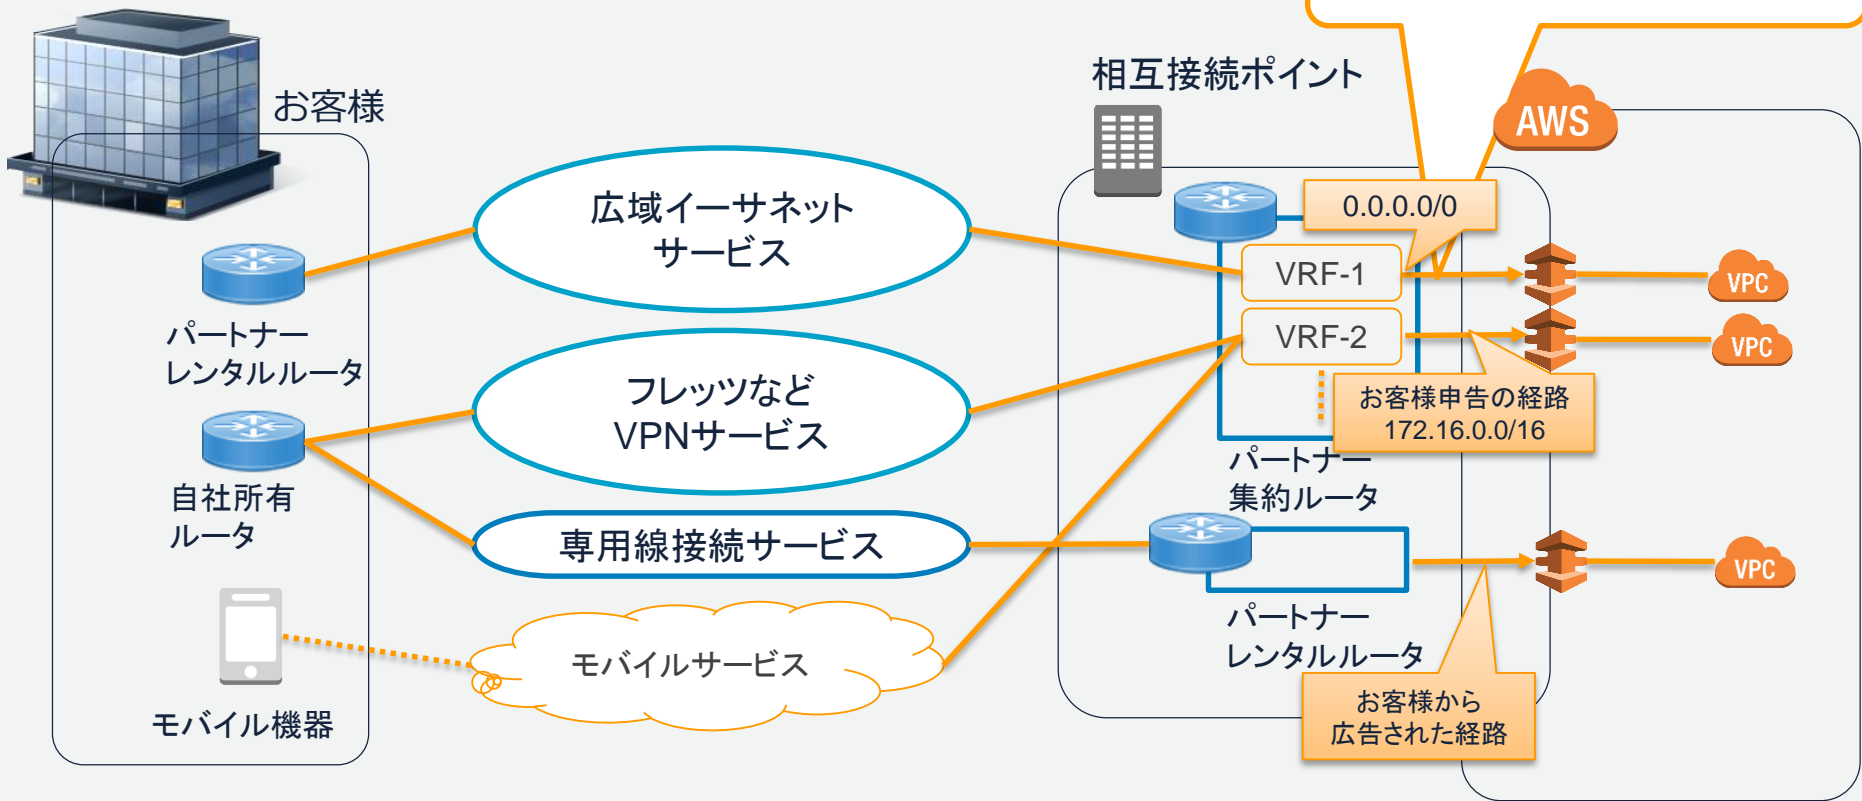 お客様
相互接続ポイント
AWS
広域イーサネット
サービス
0.0.0.0/0
VRF-1
VPC
パートナー
レンタルルータ
VRF-2
VPC
フレッツなど
VPNサービス
お客様申告の経路
172.16.0.0/16
パートナー
集約ルータ
自社所有
ルータ
専用線接続サービス
VPC
パートナー
レンタルルータ
モバイルサービス
モバイル機器
お客様から
広告された経路